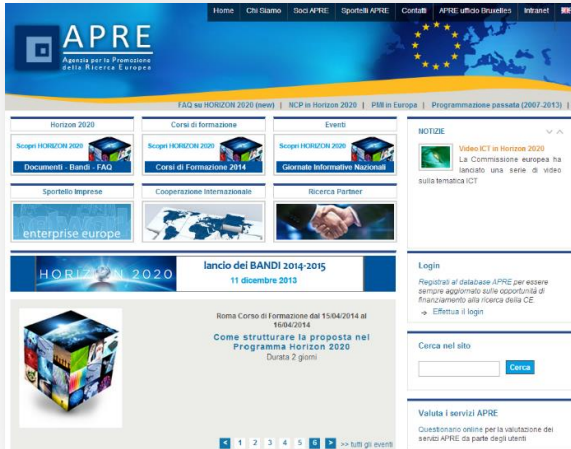 Home Chi Siamo Soci APRE Sportelli APRE Contatti APRE ufficio Bruxelles Intranet
APRE
Agenzia per la Promozione
della Ricerca Europea
FAQ su HORIZON 2020 (new) | NCP in Horizon 2020 | PMI in Europa | Programmazione passata (2007-2013) |
Horizon 2020
Corsi di formazione
Eventi
Scopri HORIZON 2020
Scopri HORIZON 2020
Scopri HORIZON 2020
Documenti - Bandi - FAQ
Corsi di Formazione 2014
Giornate Informative Nazionali
Sportello Imprese
Cooperazione Internazionale
Ricerca Partner
enterprise europe
HORIZON 2020
lancio dei BANDI 2014-2015
11 dicembre 2013
Roma Corso di Formazione dal 15/04/2014 al
16/04/2014
Come strutturare la proposta nel
Programma Horizon 2020
Durata 2 giorni
< 1 2 3 4 5 6 > >> tutti gli eventi
NOTIZIE
Video ICT in Horizon 2020
La Commissione europea ha
lanciato una serie di video
sulla tematica ICT
Login
Registrati al database APRE per essere
sempre aggiornato sulle opportunità di
finanziamento alla ricerca della CE
Effettua il login
Cerca nel sito
Cerca
Valuta i servizi APRE
Questionario online per la valutazione dei
servizi APRE da parte degli utenti